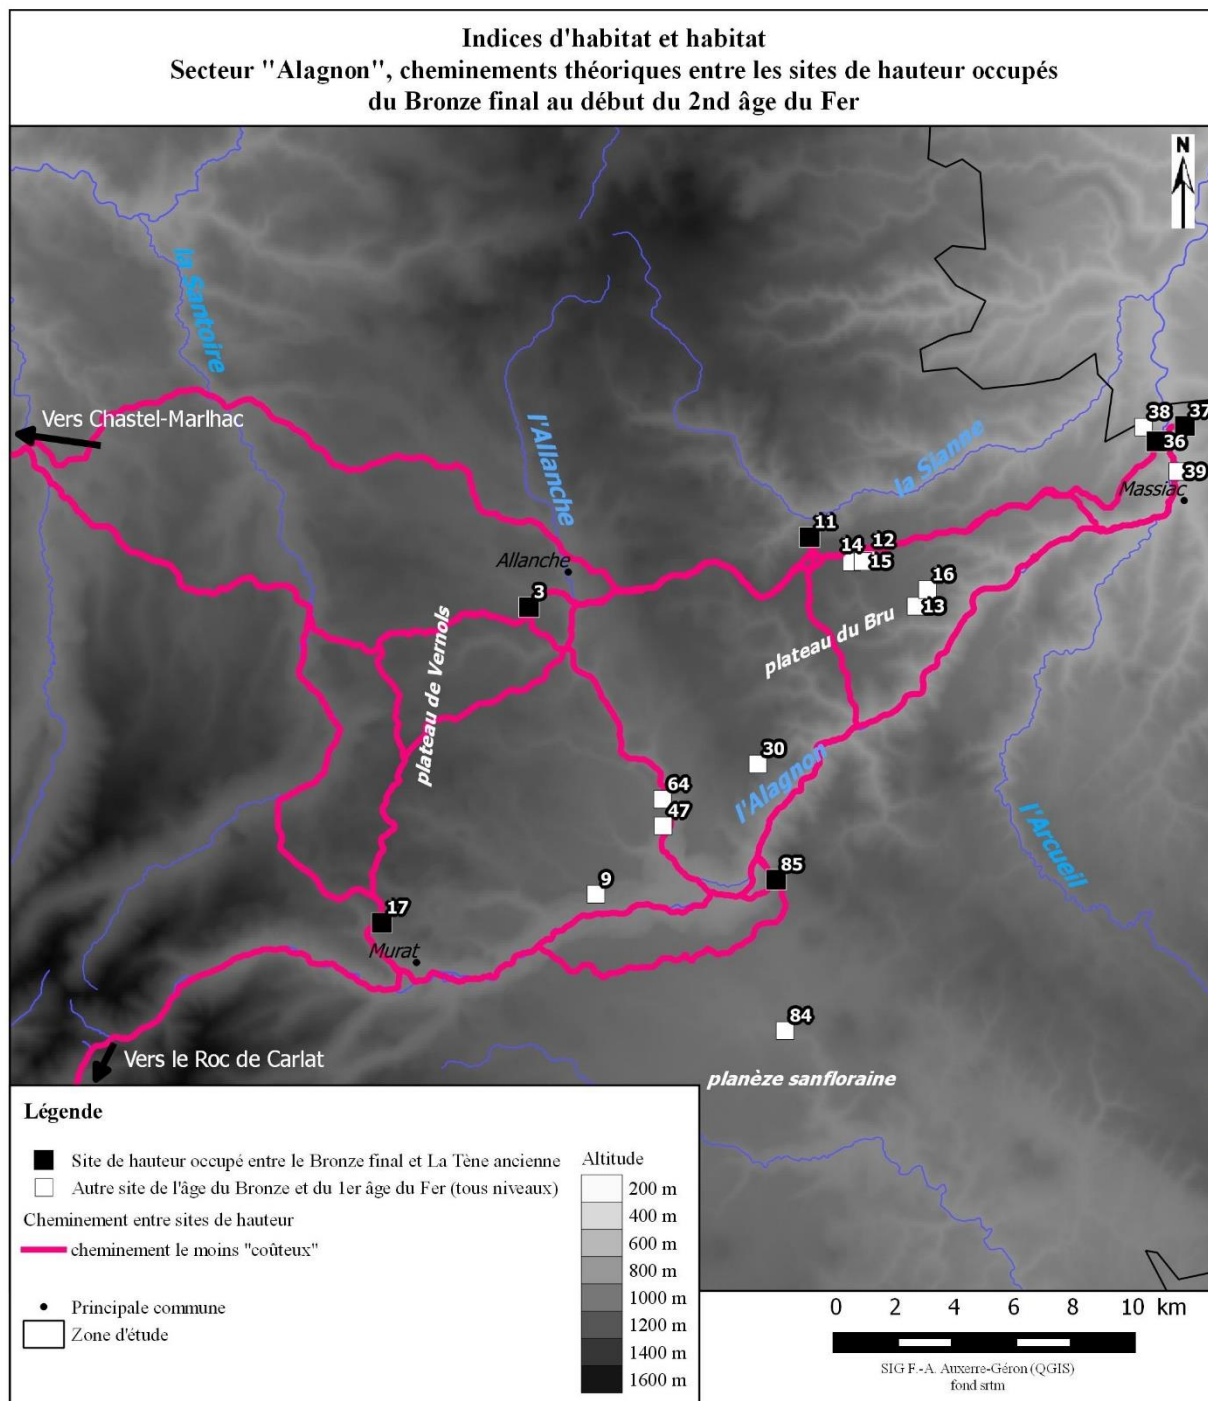 Indices d'habitat et habitat
Secteur "Alagnon", cheminements théoriques entre les sites de hauteur occupés
du Bronze final au début du 2nd âge du Fer
N
la Santoire
Vers Chastel-Marlhac
l'Allanche
la Sianne
38
37
36
39
Massiac
11
12
14
15
Allanche
3
16
13
plateau du Bru
plateau de Vernols
30
l'Alagnon
64
47
l'Arcueil
85
9
17
Murat
84
Vers le Roc de Carlat
planèze sanfloraine
Légende
Site de hauteur occupé entre le Bronze final et La Tène ancienne
Autre site de l'âge du Bronze et du 1er âge du Fer (tous niveaux)
Cheminement entre sites de hauteur
cheminement le moins "coûteux"
Principale commune
Zone d'étude
Altitude
200 m
400 m
600 m
800 m
1000 m
1200 m
1400 m
1600 m
0 2 4 6 8 10 km
SIG F.-A. Auxerre-Géron (QGIS)
fond srtm